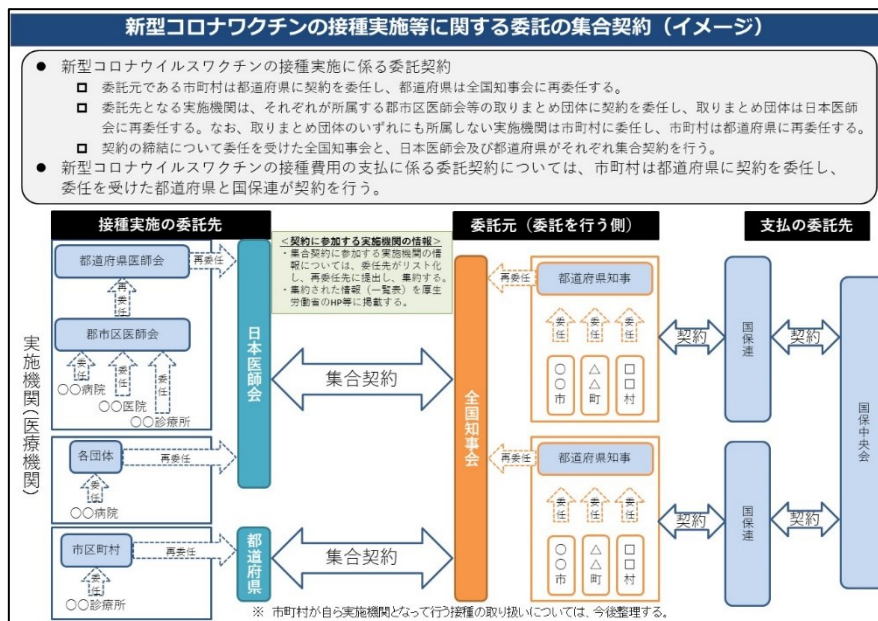 新型コロナワクチンの接種実施等に関する委託の集合契約（イメージ）
● 新型コロナウイルスワクチンの接種実施に係る委託契約
□ 委託元である市町村は都道府県に契約を委任し、都道府県は全国知事会に再委任する。
□ 委託先となる実施機関は、それぞれが所属する郡市区医師会等の取りまとめ団体に契約を委任し、取りまとめ団体は日本医師
会に再委任する。なお、取りまとめ団体のいずれにも所属しない実施機関は市町村に委任し、市町村は都道府県に再委任する。
□ 契約の締結について委任を受けた全国知事会と、日本医師会及び都道府県がそれぞれ集合契約を行う。
● 新型コロナウイルスワクチンの接種費用の支払に係る委託契約については、市町村は都道府県に契約を委任し、
委任を受けた都道府県と国保連が契約を行う。
接種実施の委託先
委託元（委託を行う側）
支払の委託先
＜契約に参加する実施機関の情報＞
・集合契約に参加する実施機関の情
報については、委任先がリスト化
し、再委任先に提出し、集約する。
・集約された情報（一覧表）を厚生
労働省のHP等に掲載する。
実施機関（医療機関）
都道府県医師会
再委任
再委任
郡市区医師会
委任
委任
委任
〇〇病院
〇〇医院
〇〇診療所
各団体
再委任
委任
〇〇病院
市区町村
再委任
委任
〇〇診療所
日本医師会
都道府県
集合契約
集合契約
全国知事会
再委任
都道府県知事
委任
委任
委任
〇〇市
△△町
□□村
再委任
都道府県知事
委任
委任
委任
〇〇市
△△町
□□村
契約
国保連
契約
契約
国保連
契約
国保中央会
※ 市町村が自ら実施機関となって行う接種の取り扱いについては、今後整理する。